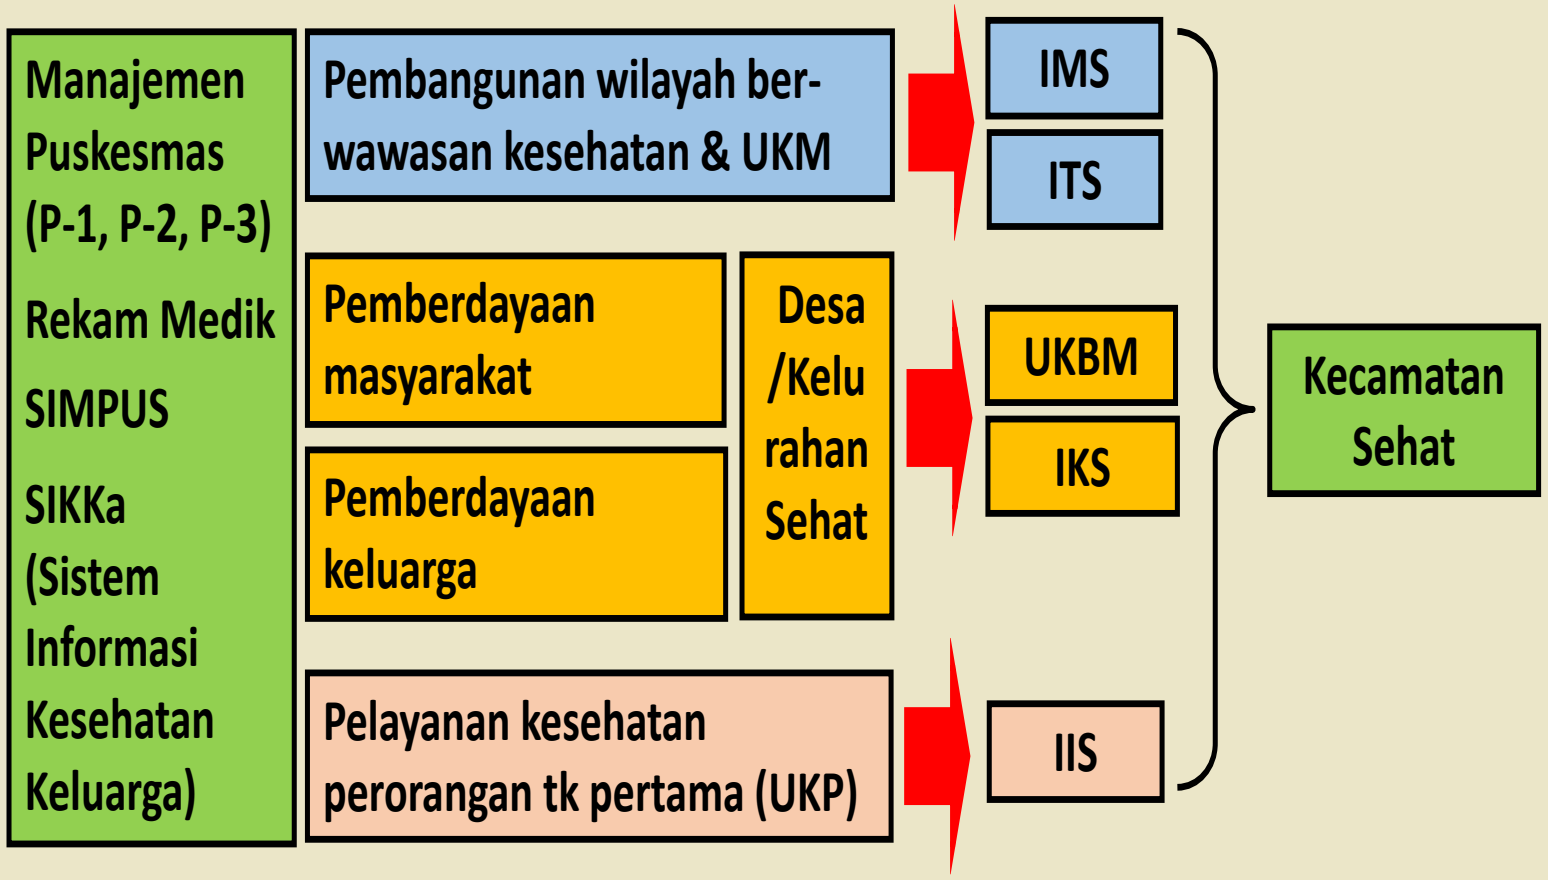 Manajemen
Puskesmas
(P-1, P-2, P-3)
Rekam Medik
SIMPUS
SIKKa
(Sistem
Informasi
Kesehatan
Keluarga)
Pembangunan wilayah ber-
wawasan kesehatan & UKM
Pemberdayaan
masyarakat
Pemberdayaan
keluarga
Desa
/Kelu
rahan
Sehat
Pelayanan kesehatan
perorangan tk pertama (UKP)
IMS
ITS
UKBM
IKS
IIS
Kecamatan
Sehat